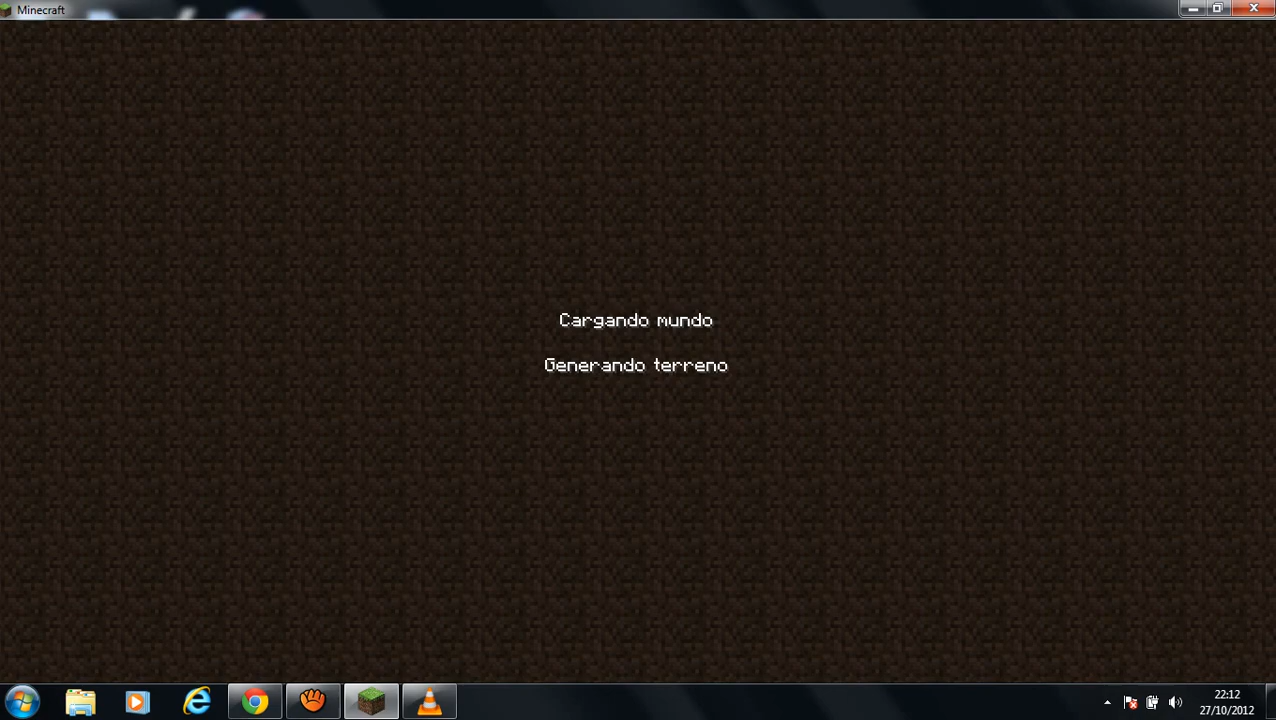 Minecraft
Cargando mundo
Generando terreno
22:12
27/10/2012